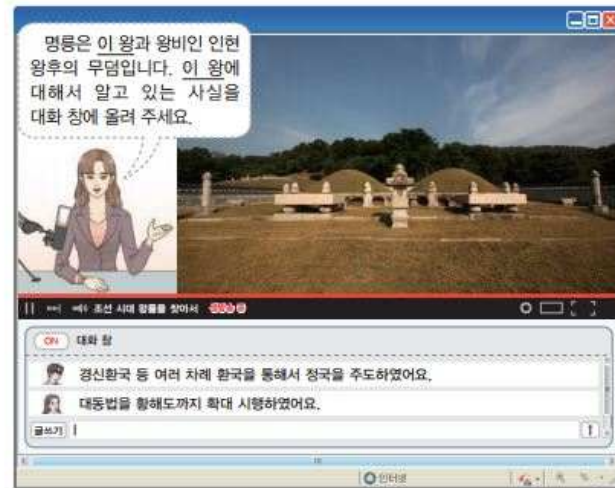 명릉은 이 왕과 왕비인 인현
왕후의 무덤입니다. 이 왕에
대해서 알고 있는 사실을
대화 창에 올려 주세요.
조선 시대 왕릉을 찾아서
ON 대화 창
경신환국 등 여러 차례 환국을 통해서 정국을 주도하였어요.
대동법을 황해도까지 확대 시행하였어요.
글쓰기
인터넷